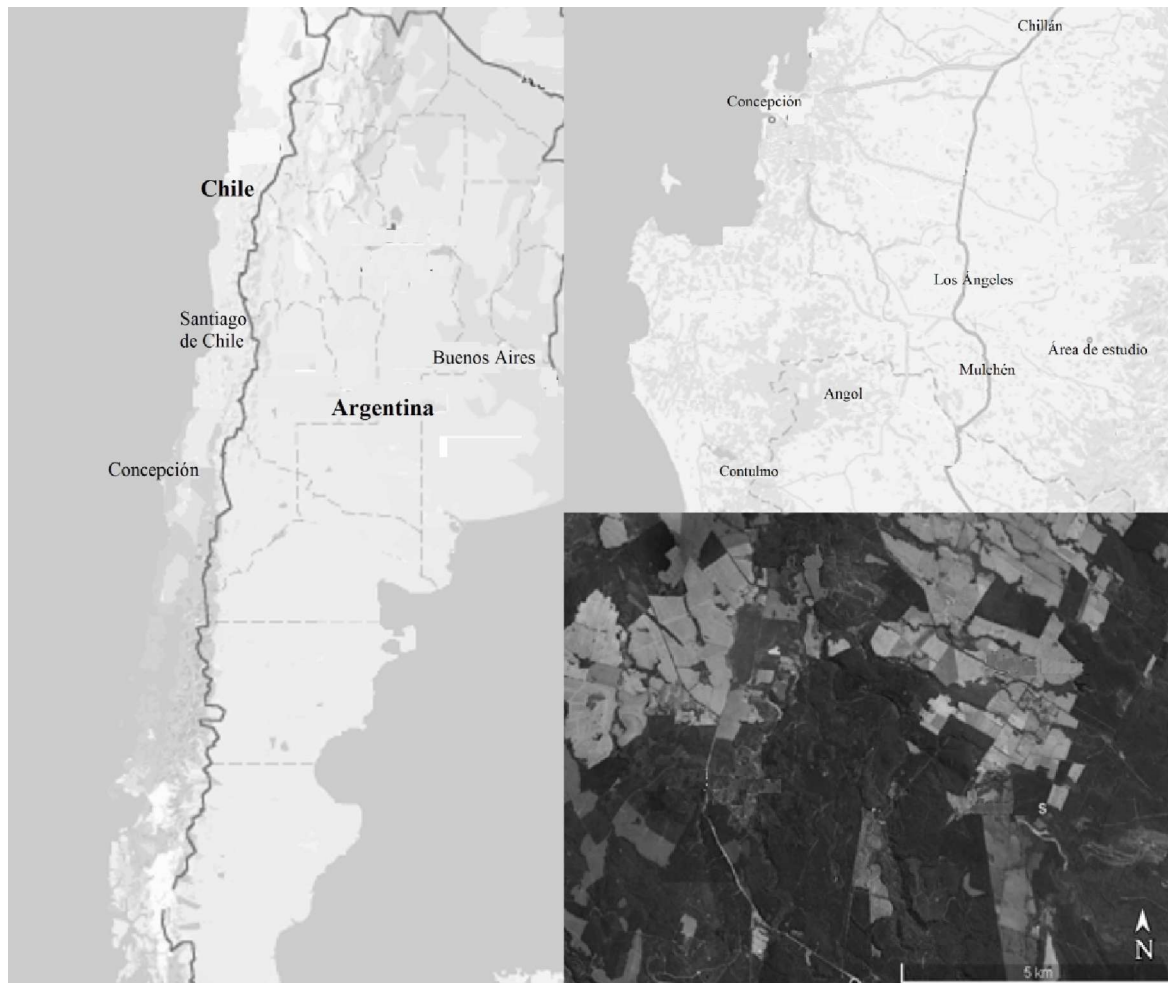 Chile
Santiago
de Chile
Buenos Aires
Argentina
Concepción
Chillán
Concepción
Los Ángeles
Área de estudio
Mulchén
Angol
Contulmo
S
N
5 km